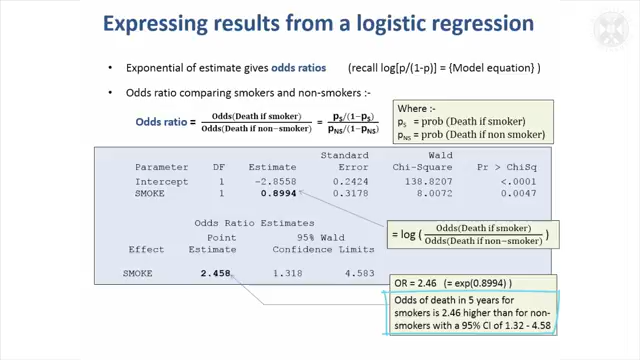 Expressing results from a logistic regression
• Exponential of estimate gives odds ratios (recall log[p/(1-p] = {Model equation} )
• Odds ratio comparing smokers and non-smokers :-
Odds ratio = Odds(Death if smoker) / Odds(Death if non−smoker) = pS/(1−pS) / pNS/(1−pNS)
Where :-
pS = prob (Death if smoker)
pNS = prob (Death if non smoker)
Standard Wald
Parameter DF Estimate Error Chi-Square Pr > ChiSq
Intercept 1 -2.8558 0.2424 138.8207 <.0001
SMOKE 1 0.8994 0.3178 8.0072 0.0047
Odds Ratio Estimates
Point 95% Wald
Effect Estimate Confidence Limits
SMOKE 2.458 1.318 4.583
= log ( Odds(Death if smoker) / Odds(Death if non−smoker) )
OR = 2.46 (= exp(0.8994)
Odds of death in 5 years for
smokers is 2.46 higher than for non-
smokers with a 95% CI of 1.32 - 4.58